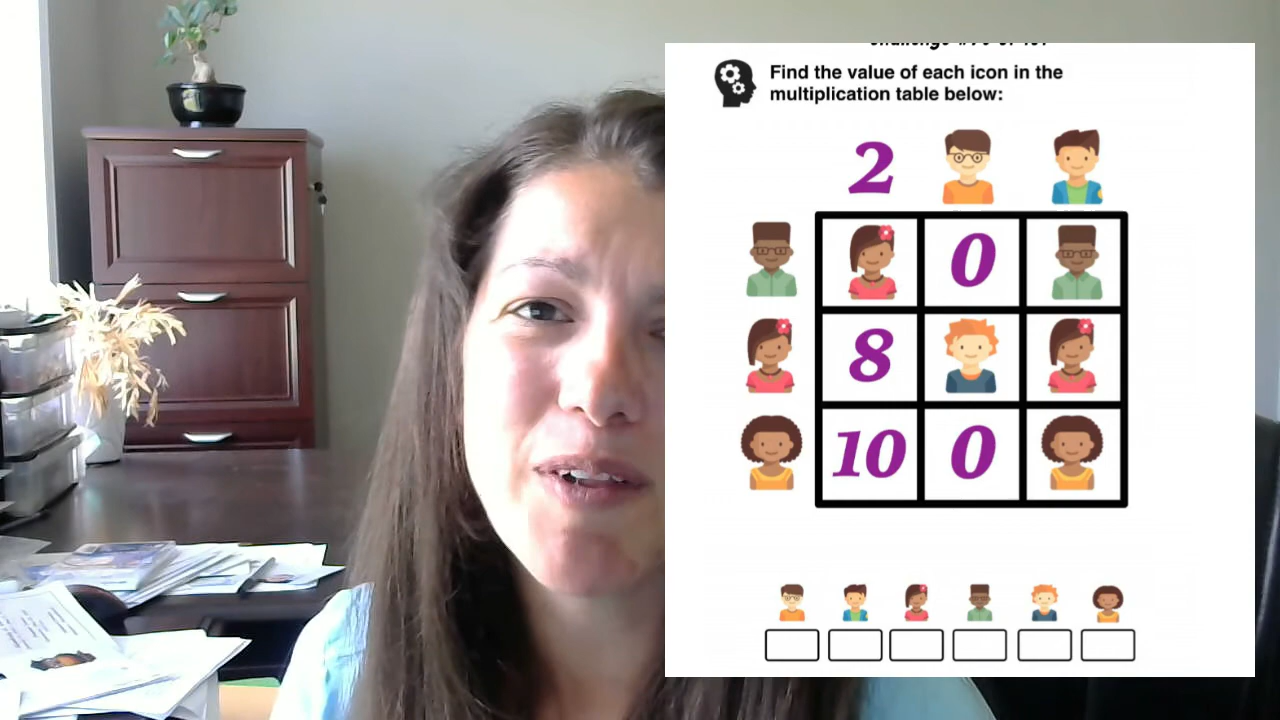 Find the value of each icon in the
multiplication table below:
2
0
8
10 0